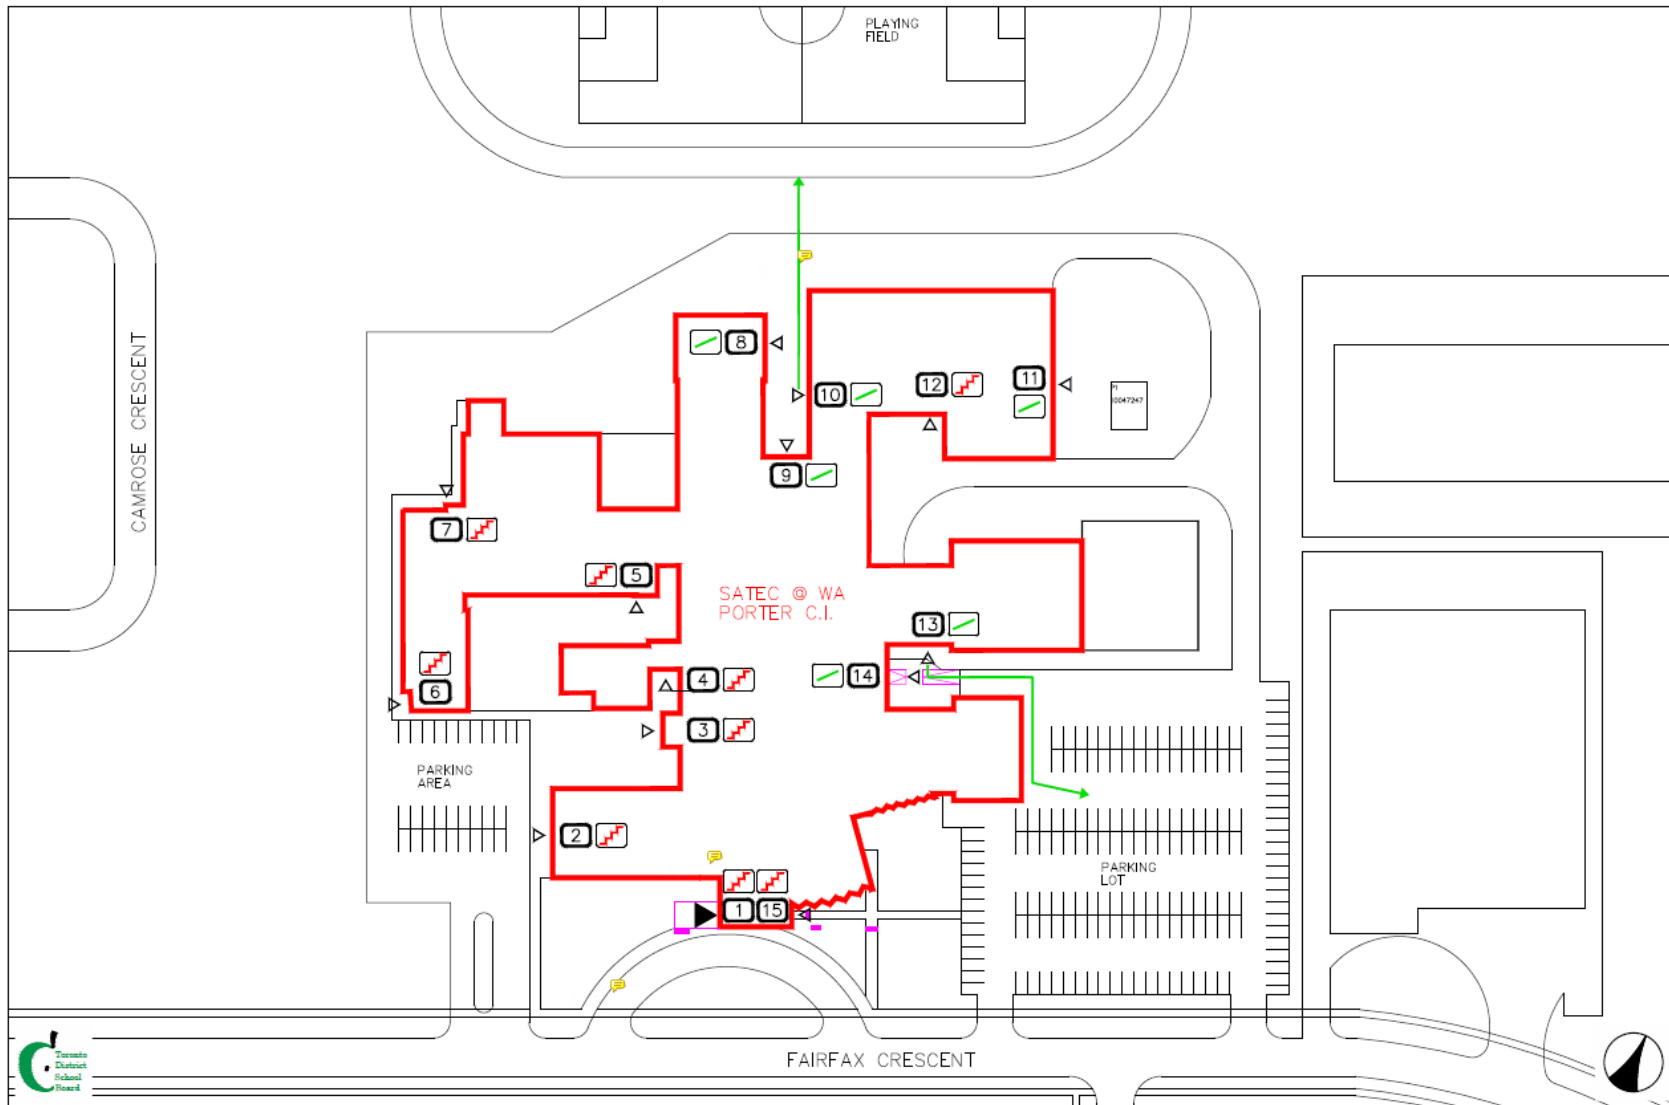 PLAYING
FIELD
CAMROSE CRESCENT
8
10
12
11
10047247
9
7
5
SATEC @ WA
PORTER C.I.
13
6
4
14
3
PARKING
AREA
2
PARKING
LOT
1
15
FAIRFAX CRESCENT
Toronto
District
School
Board